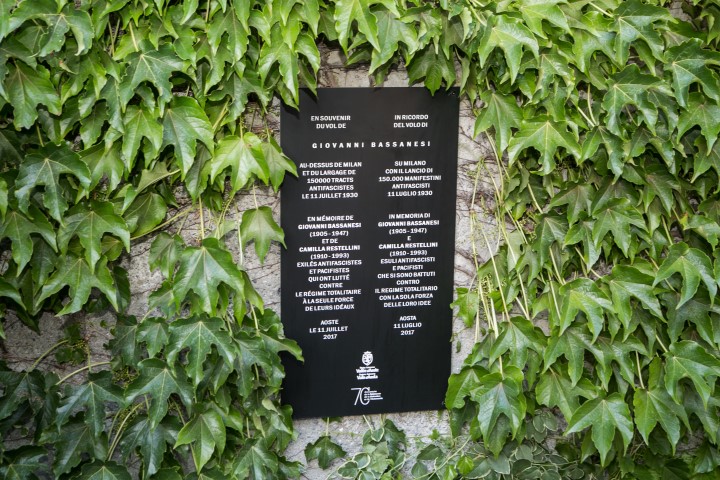 EN SOUVENIR
DU VOL DE
IN RICORDO
DEL VOLO DI
GIOVANNI BASSANESI
AU-DESSUS DE MILAN
ET DU LARGAGE DE
150000 TRACTS
ANTIFASCISTES
LE 11 JUILLET 1930
SU MILANO
CON IL LANCIO DI
150.000 MANIFESTINI
ANTIFASCISTI
11 LUGLIO 1930
EN MÉMOIRE DE
GIOVANNI BASSANESI
(1905-1947)
ET DE
CAMILLA RESTELLINI
(1910-1993)
EXILÉS ANTIFASCISTES
ET PACIFISTES
QUI ONT LUTTÉ
CONTRE
LE RÉGIME TOTALITAIRE
À LA SEULE FORCE
DE LEURS IDÉAUX
AOSTE
LE 11 JUILLET
2017
IN MEMORIA DI
GIOVANNI BASSANESI
(1905-1947)
E
CAMILLA RESTELLINI
(1910-1993)
ESULI ANTIFASCISTI
E PACIFISTI
CHE SI SONO BATTUTI
CONTRO
IL REGIME TOTALITARIO
CON LA SOLA FORZA
DELLE LORO IDEE
AOSTA
11 LUGLIO
2017
70